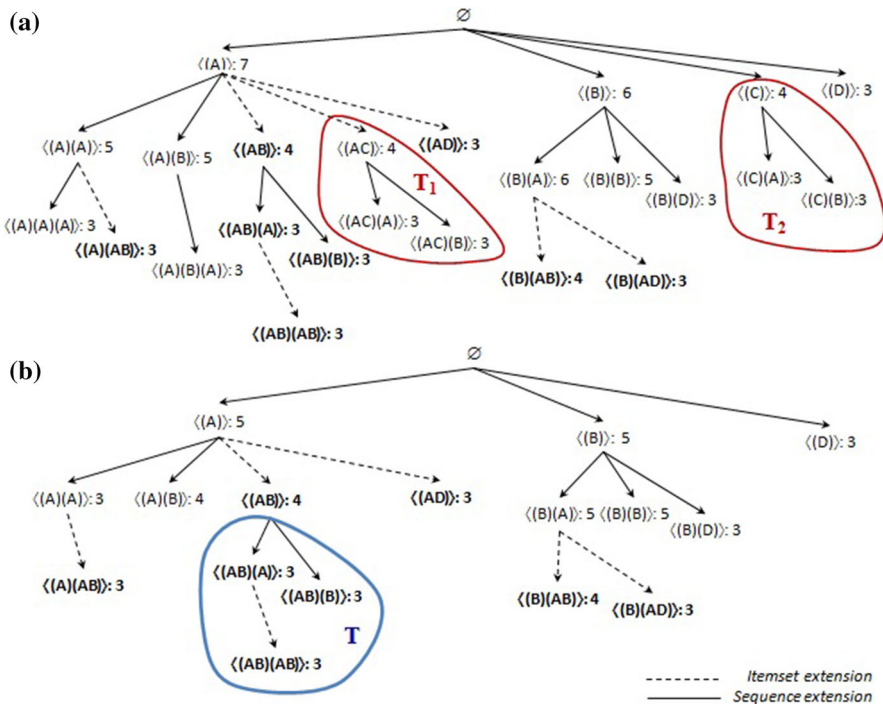 (a)
∅
⟨(A)⟩: 7
⟨(B)⟩: 6
⟨(C)⟩: 4
⟨(D)⟩: 3
⟨(A)(A)⟩: 5
⟨(A)(B)⟩: 5
⟨(AB)⟩: 4
⟨(AC)⟩: 4
⟨(AD)⟩: 3
T₁
⟨(B)(A)⟩: 6
⟨(B)(B)⟩: 5
⟨(B)(D)⟩: 3
⟨(C)(A)⟩:3
⟨(C)(B)⟩:3
T₂
⟨(A)(A)(A)⟩: 3
⟨(A)(AB)⟩: 3
⟨(A)(B)(A)⟩: 3
⟨(AB)(A)⟩: 3
⟨(AB)(B)⟩: 3
⟨(AC)(A)⟩: 3
⟨(AC)(B)⟩: 3
⟨(B)(AB)⟩: 4
⟨(B)(AD)⟩: 3
⟨(AB)(AB)⟩: 3
(b)
∅
⟨(A)⟩: 5
⟨(B)⟩: 5
⟨(D)⟩: 3
⟨(A)(A)⟩: 3
⟨(A)(B)⟩: 4
⟨(AB)⟩: 4
⟨(AD)⟩: 3
⟨(B)(A)⟩: 5
⟨(B)(B)⟩: 5
⟨(B)(D)⟩: 3
⟨(A)(AB)⟩: 3
⟨(AB)(A)⟩: 3
⟨(AB)(B)⟩: 3
⟨(B)(AB)⟩: 4
⟨(B)(AD)⟩: 3
T
⟨(AB)(AB)⟩: 3
Itemset extension
Sequence extension